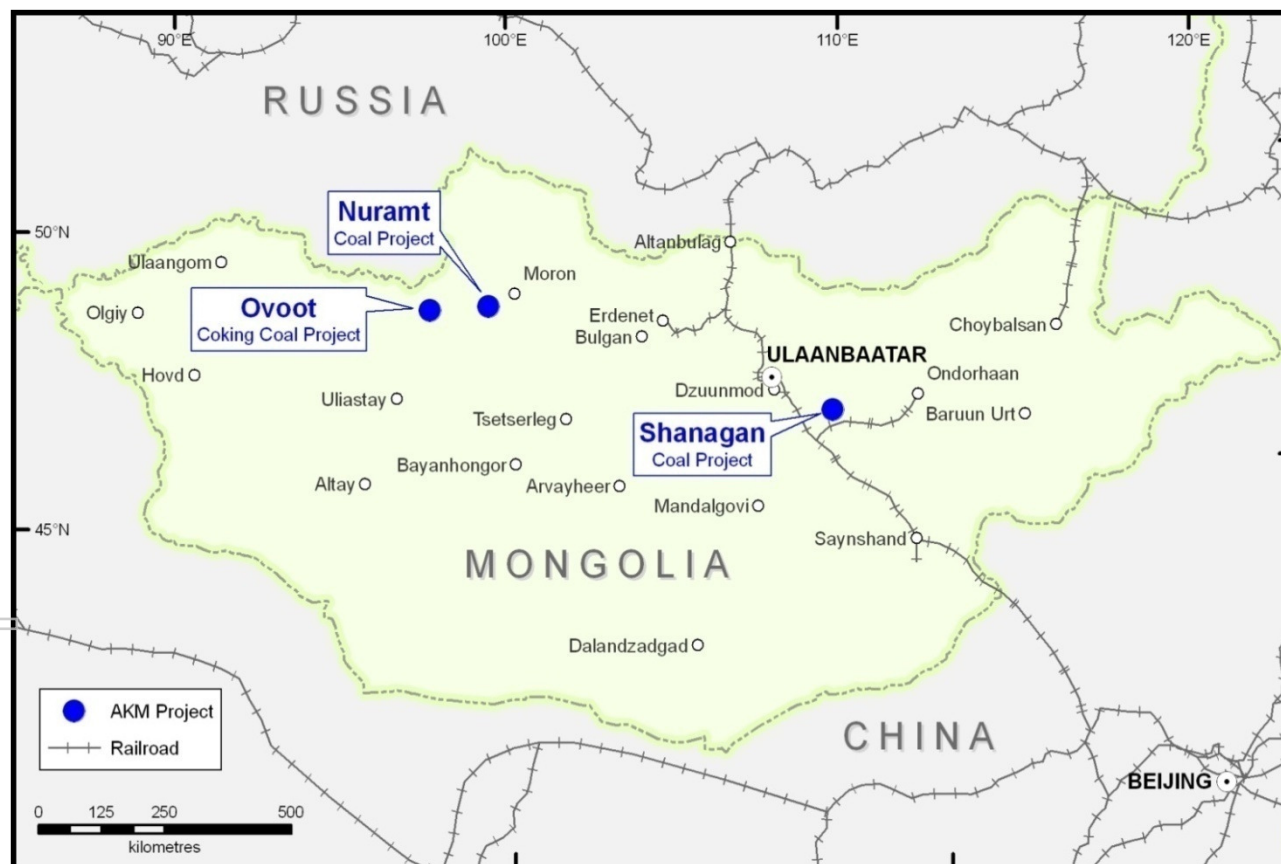 90°E
100°E
110°E
120°E
RUSSIA
Nuramt
Coal Project
50°N
Altanbulag
Ulaangom
Moron
Ovoot
Coking Coal Project
Olgiy
Erdenet
Choybalsan
Bulgan
ULAANBAATAR
Hovd
Ondorhaan
Dzuunmod
Uliastay
Baruun Urt
Tsetserleg
Shanagan
Coal Project
Bayanhongor
Altay
Arvayheer
Mandalgovi
45°N
Saynshand
MONGOLIA
Dalandzadgad
AKM Project
Railroad
CHINA
BEIJING
0 125 250 500
kilometres